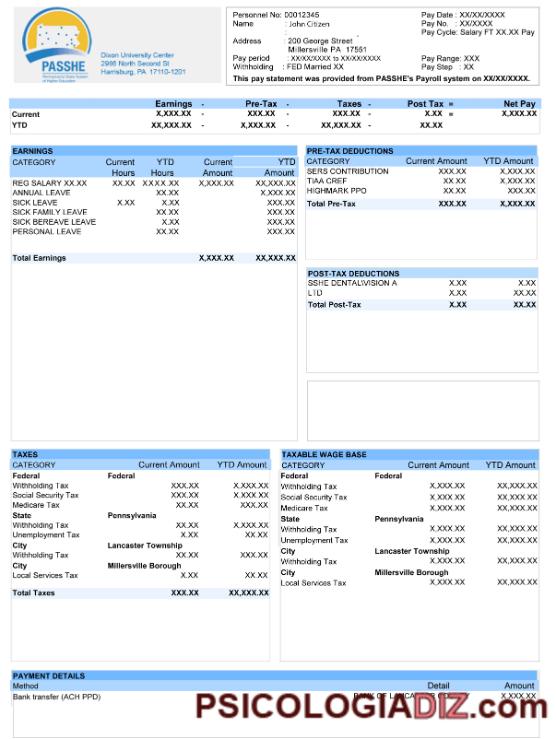 PASSHE
Pennsylvania State System
of Higher Education
Dixon University Center
2986 North Second St
Harrisburg, PA 17110-1201
Personnel No: 00012345 Pay Date : XX/XX/XXXX
Name : John Citizen Pay No. : XX/XXXX
: Pay Cycle: Salary FT XX.XX Pay
Address : 200 George Street
Millersville PA 17551
Pay period : XX/XX/XXXX to XX/XX/XXXX Pay Range: XXX
Withholding : FED Married XX Pay Step : XX
This pay statement was provided from PASSHE's Payroll system on XX/XX/XXXX.
Earnings - Pre-Tax - Taxes - Post Tax = Net Pay
Current X,XXX.XX - XXX.XX - XXX.XX - X.XX = X,XXX.XX
YTD XX,XXX.XX - X,XXX.XX - XX,XXX.XX - XX.XX
EARNINGS
CATEGORY Current Hours YTD Hours Current Amount YTD Amount
REG SALARY XX.XX XX.XX XXXX.XX X,XXX.XX XX,XXX.XX
ANNUAL LEAVE XX.XX XXX.XX
SICK LEAVE X.XX XX.XX XXX.XX
SICK FAMILY LEAVE XX.XX XXX.XX
SICK BEREAVE LEAVE X.XX XXX.XX
PERSONAL LEAVE XX.XX XXX.XX
Total Earnings X,XXX.XX XX,XXX.XX
PRE-TAX DEDUCTIONS
CATEGORY Current Amount YTD Amount
SERS CONTRIBUTION XXX.XX X,XXX.XX
TIAA CREF XX.XX XXX.XX
HIGHMARK PPO XX.XX XXX.XX
Total Pre-Tax XXX.XX X,XXX.XX
POST-TAX DEDUCTIONS
SSHE DENTAL\VISION A X.XX X.XX
LTD X.XX XX.XX
Total Post-Tax X.XX XX.XX
TAXES
CATEGORY Current Amount YTD Amount
Federal Federal
Withholding Tax XXX.XX X,XXX.XX
Social Security Tax XXX.XX X,XXX.XX
Medicare Tax XX.XX XXX.XX
State Pennsylvania
Withholding Tax XX.XX X,XXX.XX
Unemployment Tax X.XX XX.XX
City Lancaster Township
Withholding Tax XX.XX XXX.XX
City Millersville Borough
Local Services Tax X.XX XX.XX
Total Taxes XXX.XX XX,XXX.XX
TAXABLE WAGE BASE
CATEGORY Current Amount YTD Amount
Federal Federal
Withholding Tax X,XXX.XX XX,XXX.XX
Social Security Tax X,XXX.XX XX,XXX.XX
Medicare Tax X,XXX.XX XX,XXX.XX
State Pennsylvania
Withholding Tax X,XXX.XX XX,XXX.XX
Unemployment Tax X,XXX.XX XX,XXX.XX
City Lancaster Township
Withholding Tax X,XXX.XX XX,XXX.XX
City Millersville Borough
Local Services Tax X,XXX.XX XX,XXX.XX
PAYMENT DETAILS
Method Detail Amount
Bank transfer (ACH PPD) BANK OF LANCASTER X,XXX.XX
PSICOLOGIADIZ.com